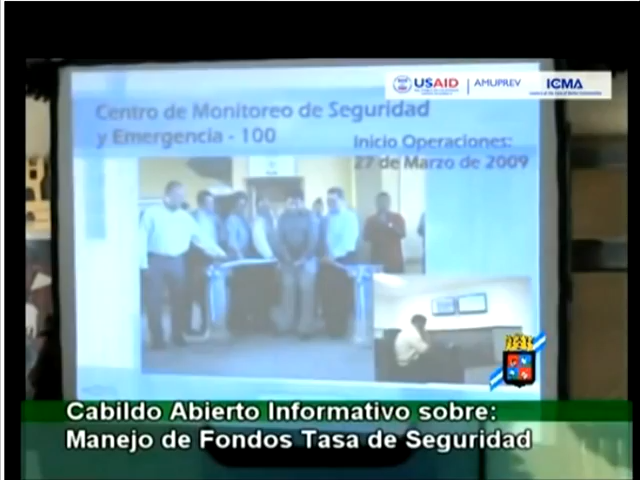 USAID
AMUPREV
ICMA
Centro de Monitoreo de Seguridad
y Emergencia - 100
Inicio Operaciones:
27 de Marzo de 2009
Cabildo Abierto Informativo sobre:
Manejo de Fondos Tasa de Seguridad